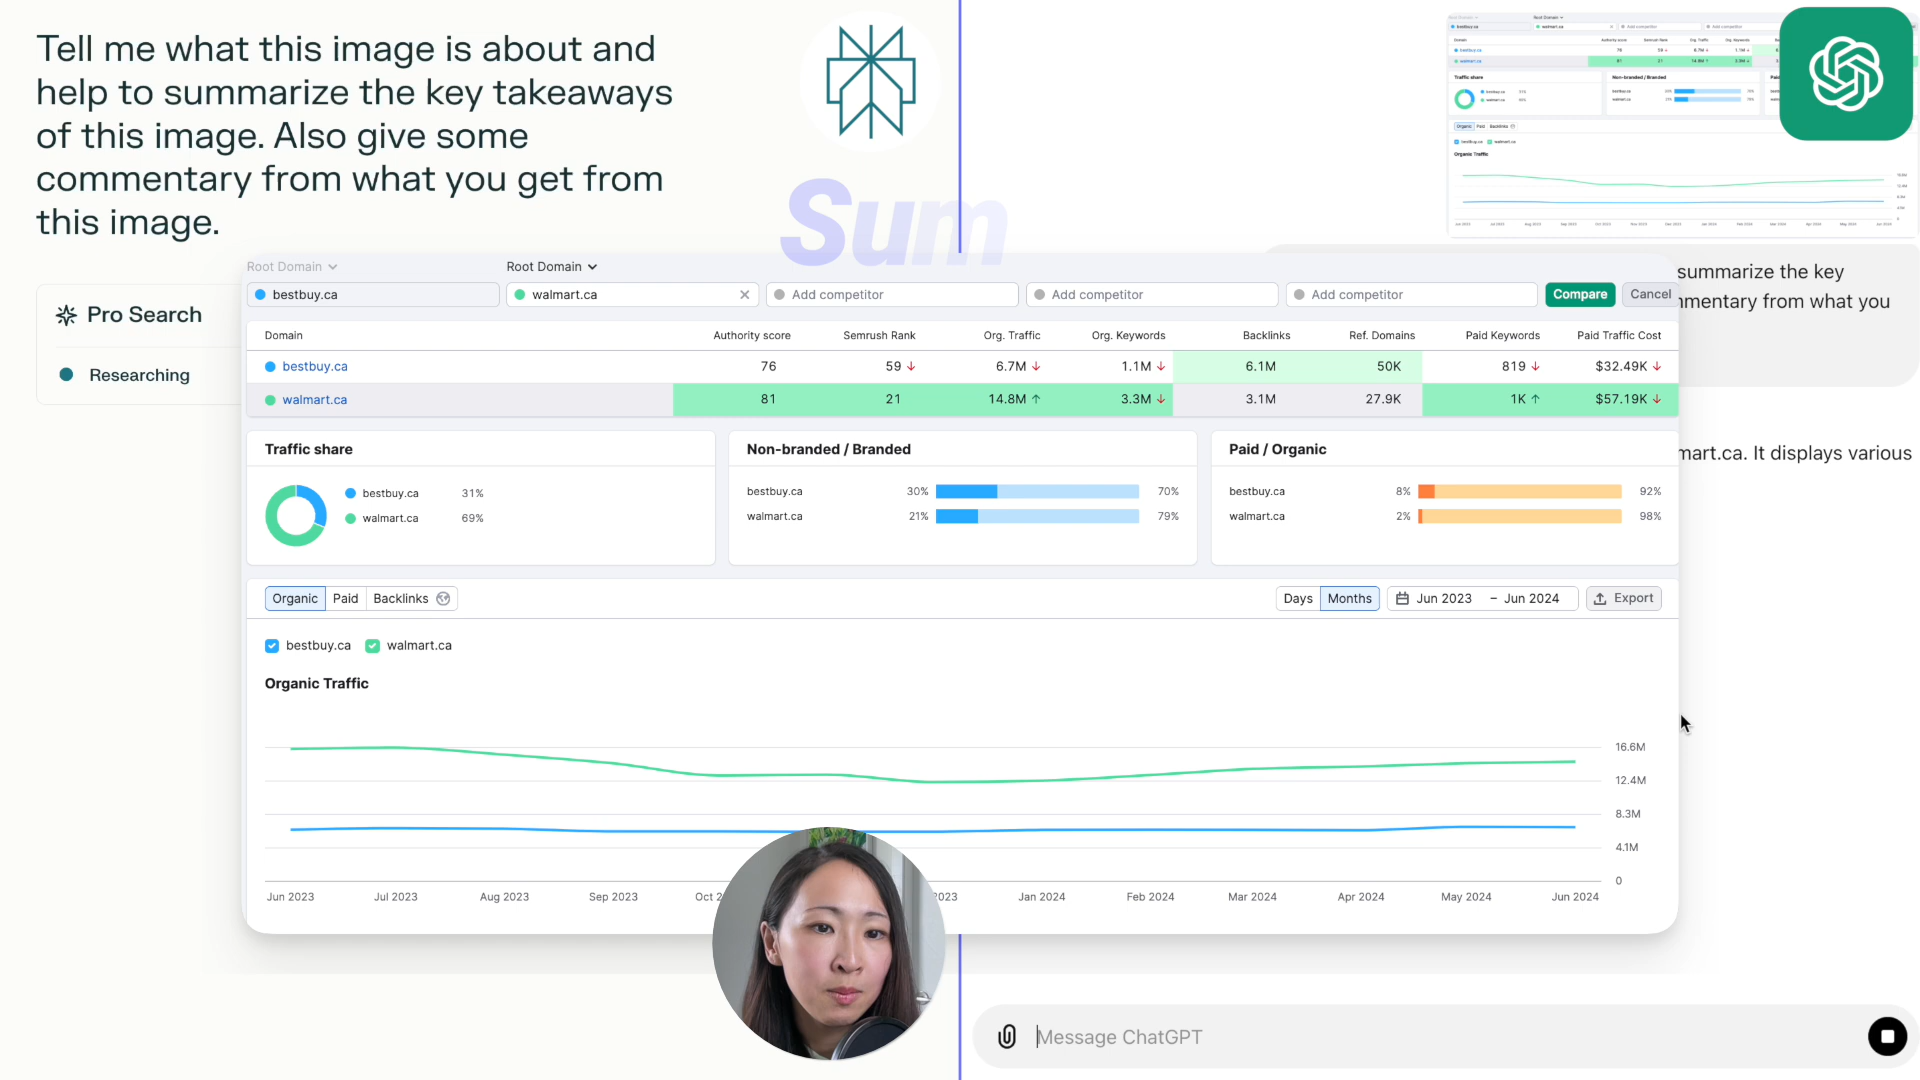 Tell me what this image is about and
help to summarize the key takeaways
of this image. Also give some
commentary from what you get from
this image.
Pro Search
Researching
Sum
Root Domain
Root Domain
bestbuy.ca
walmart.ca
Add competitor
Add competitor
Add competitor
Compare
Cancel
Domain Authority score Semrush Rank Org. Traffic Org. Keywords Backlinks Ref. Domains Paid Keywords Paid Traffic Cost
bestbuy.ca 76 59 ↓ 6.7M ↓ 1.1M ↓ 6.1M 50K 819 ↓ $32.49K ↓
walmart.ca 81 21 14.8M ↑ 3.3M ↓ 3.1M 27.9K 1K ↑ $57.19K ↓
Traffic share
bestbuy.ca 31%
walmart.ca 69%
Non-branded / Branded
bestbuy.ca 30% 70%
walmart.ca 21% 79%
Paid / Organic
bestbuy.ca 8% 92%
walmart.ca 2% 98%
Organic Paid Backlinks
Days Months Jun 2023 – Jun 2024 Export
bestbuy.ca walmart.ca
Organic Traffic
16.6M
12.4M
8.3M
4.1M
0
Jun 2023 Jul 2023 Aug 2023 Sep 2023 Oct 2 2023 Jan 2024 Feb 2024 Mar 2024 Apr 2024 May 2024 Jun 2024
summarize the key
nmentary from what you
mart.ca. It displays various
Message ChatGPT